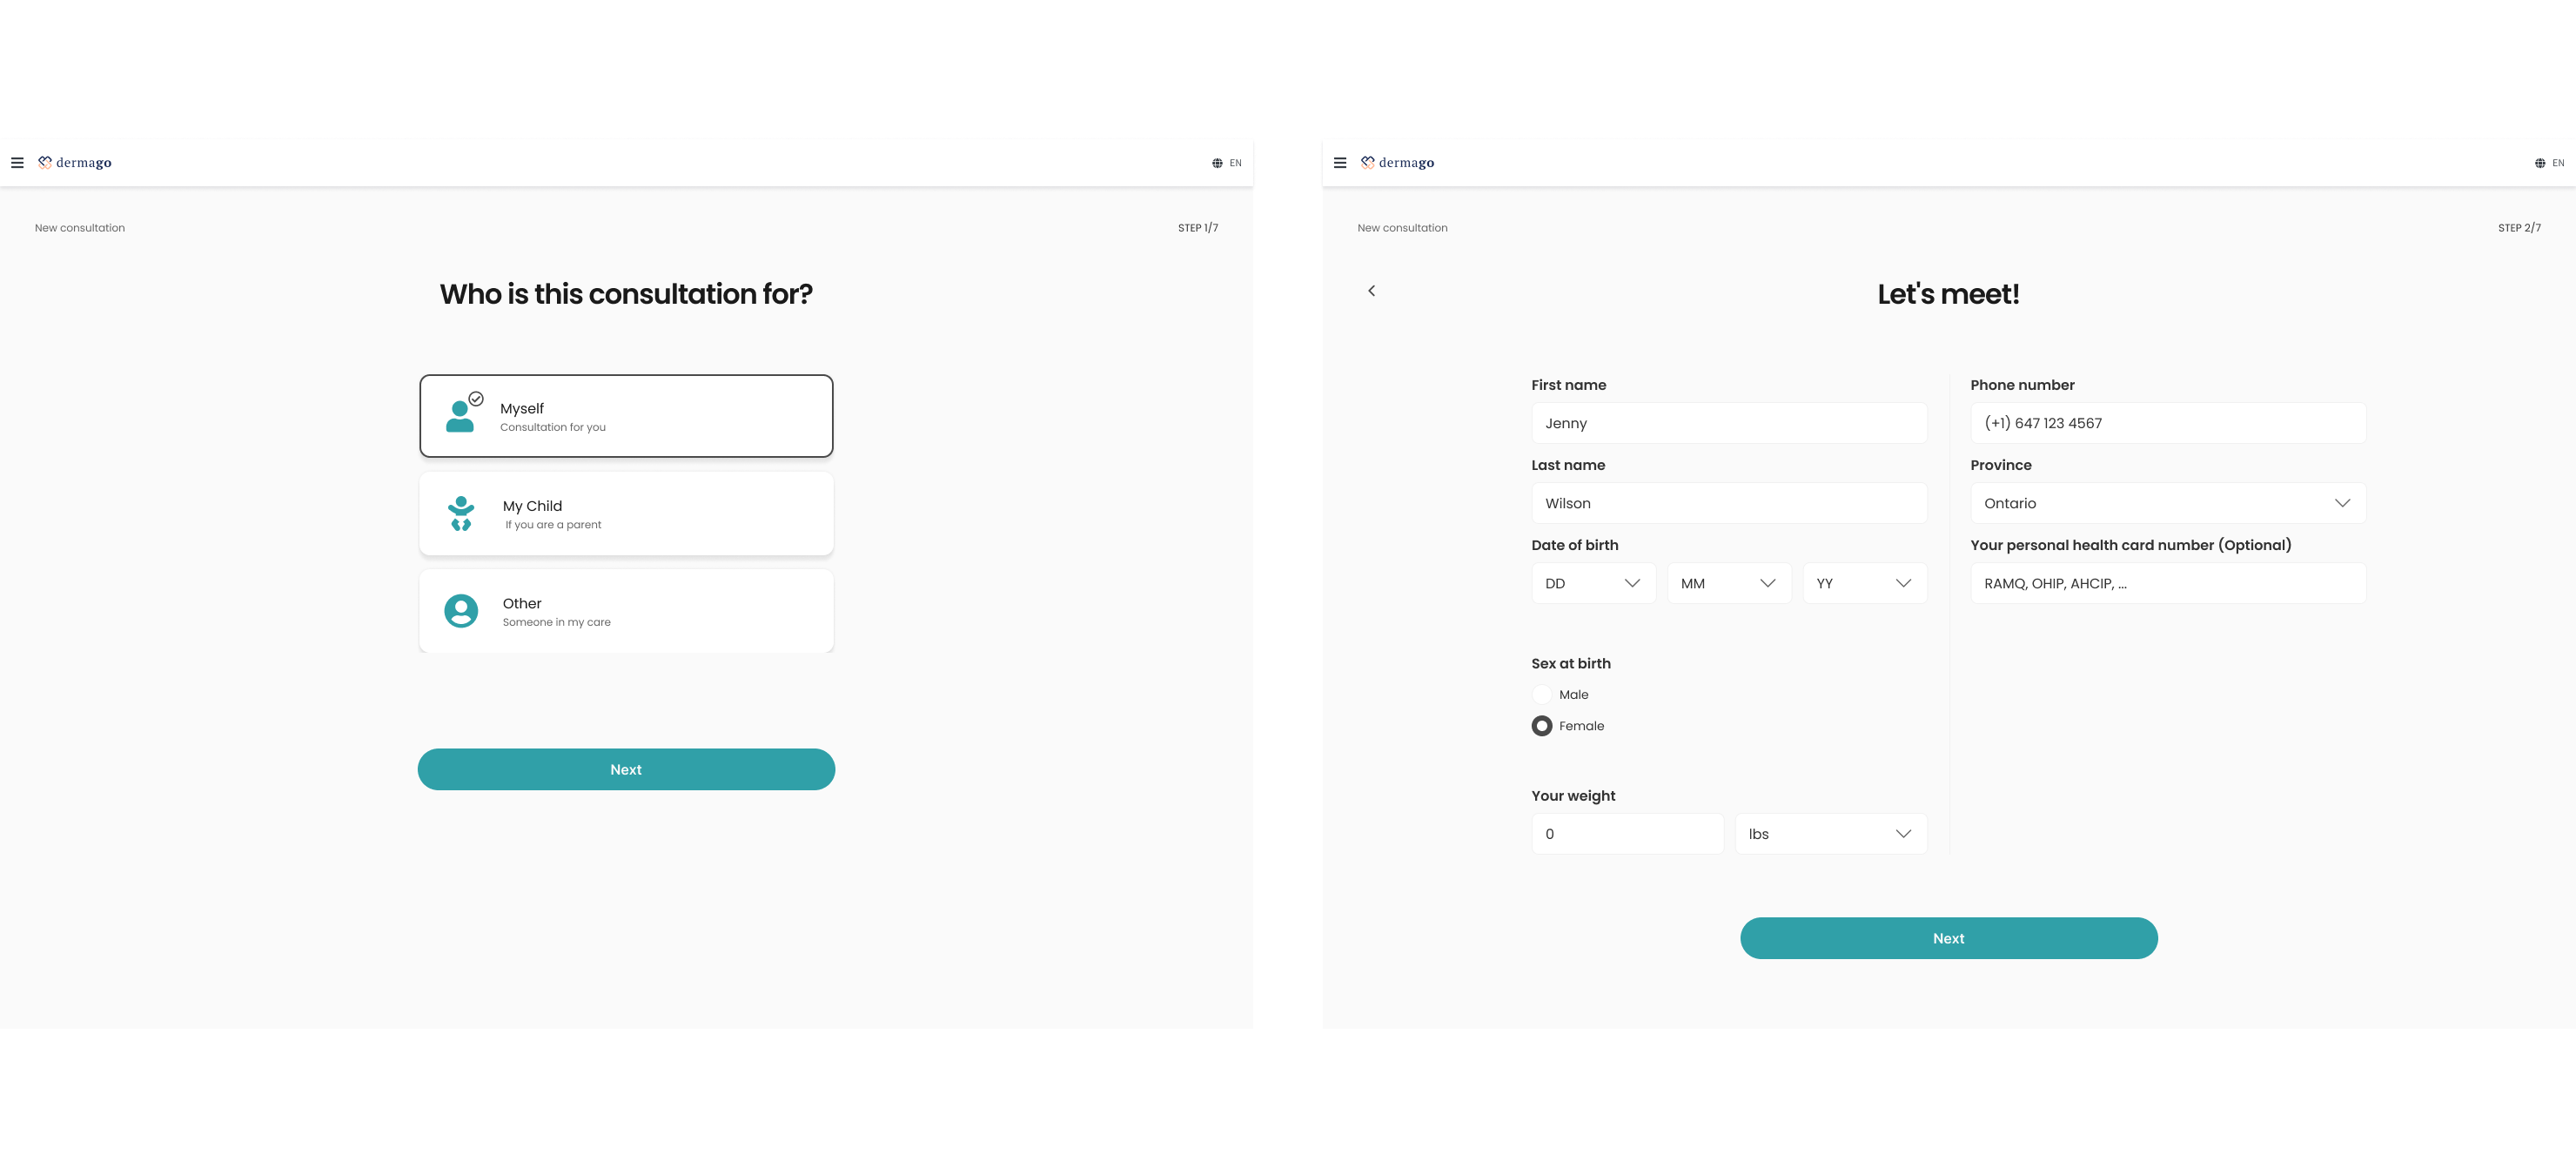 dermago
EN
New consultation
STEP 1/7
Who is this consultation for?
Myself
Consultation for you
My Child
If you are a parent
Other
Someone in my care
Next
dermago
EN
New consultation
STEP 2/7
Let's meet!
First name
Jenny
Last name
Wilson
Date of birth
DD MM YY
Sex at birth
Male
Female
Your weight
0 lbs
Phone number
(+1) 647 123 4567
Province
Ontario
Your personal health card number (Optional)
RAMQ, OHIP, AHCIP, ...
Next